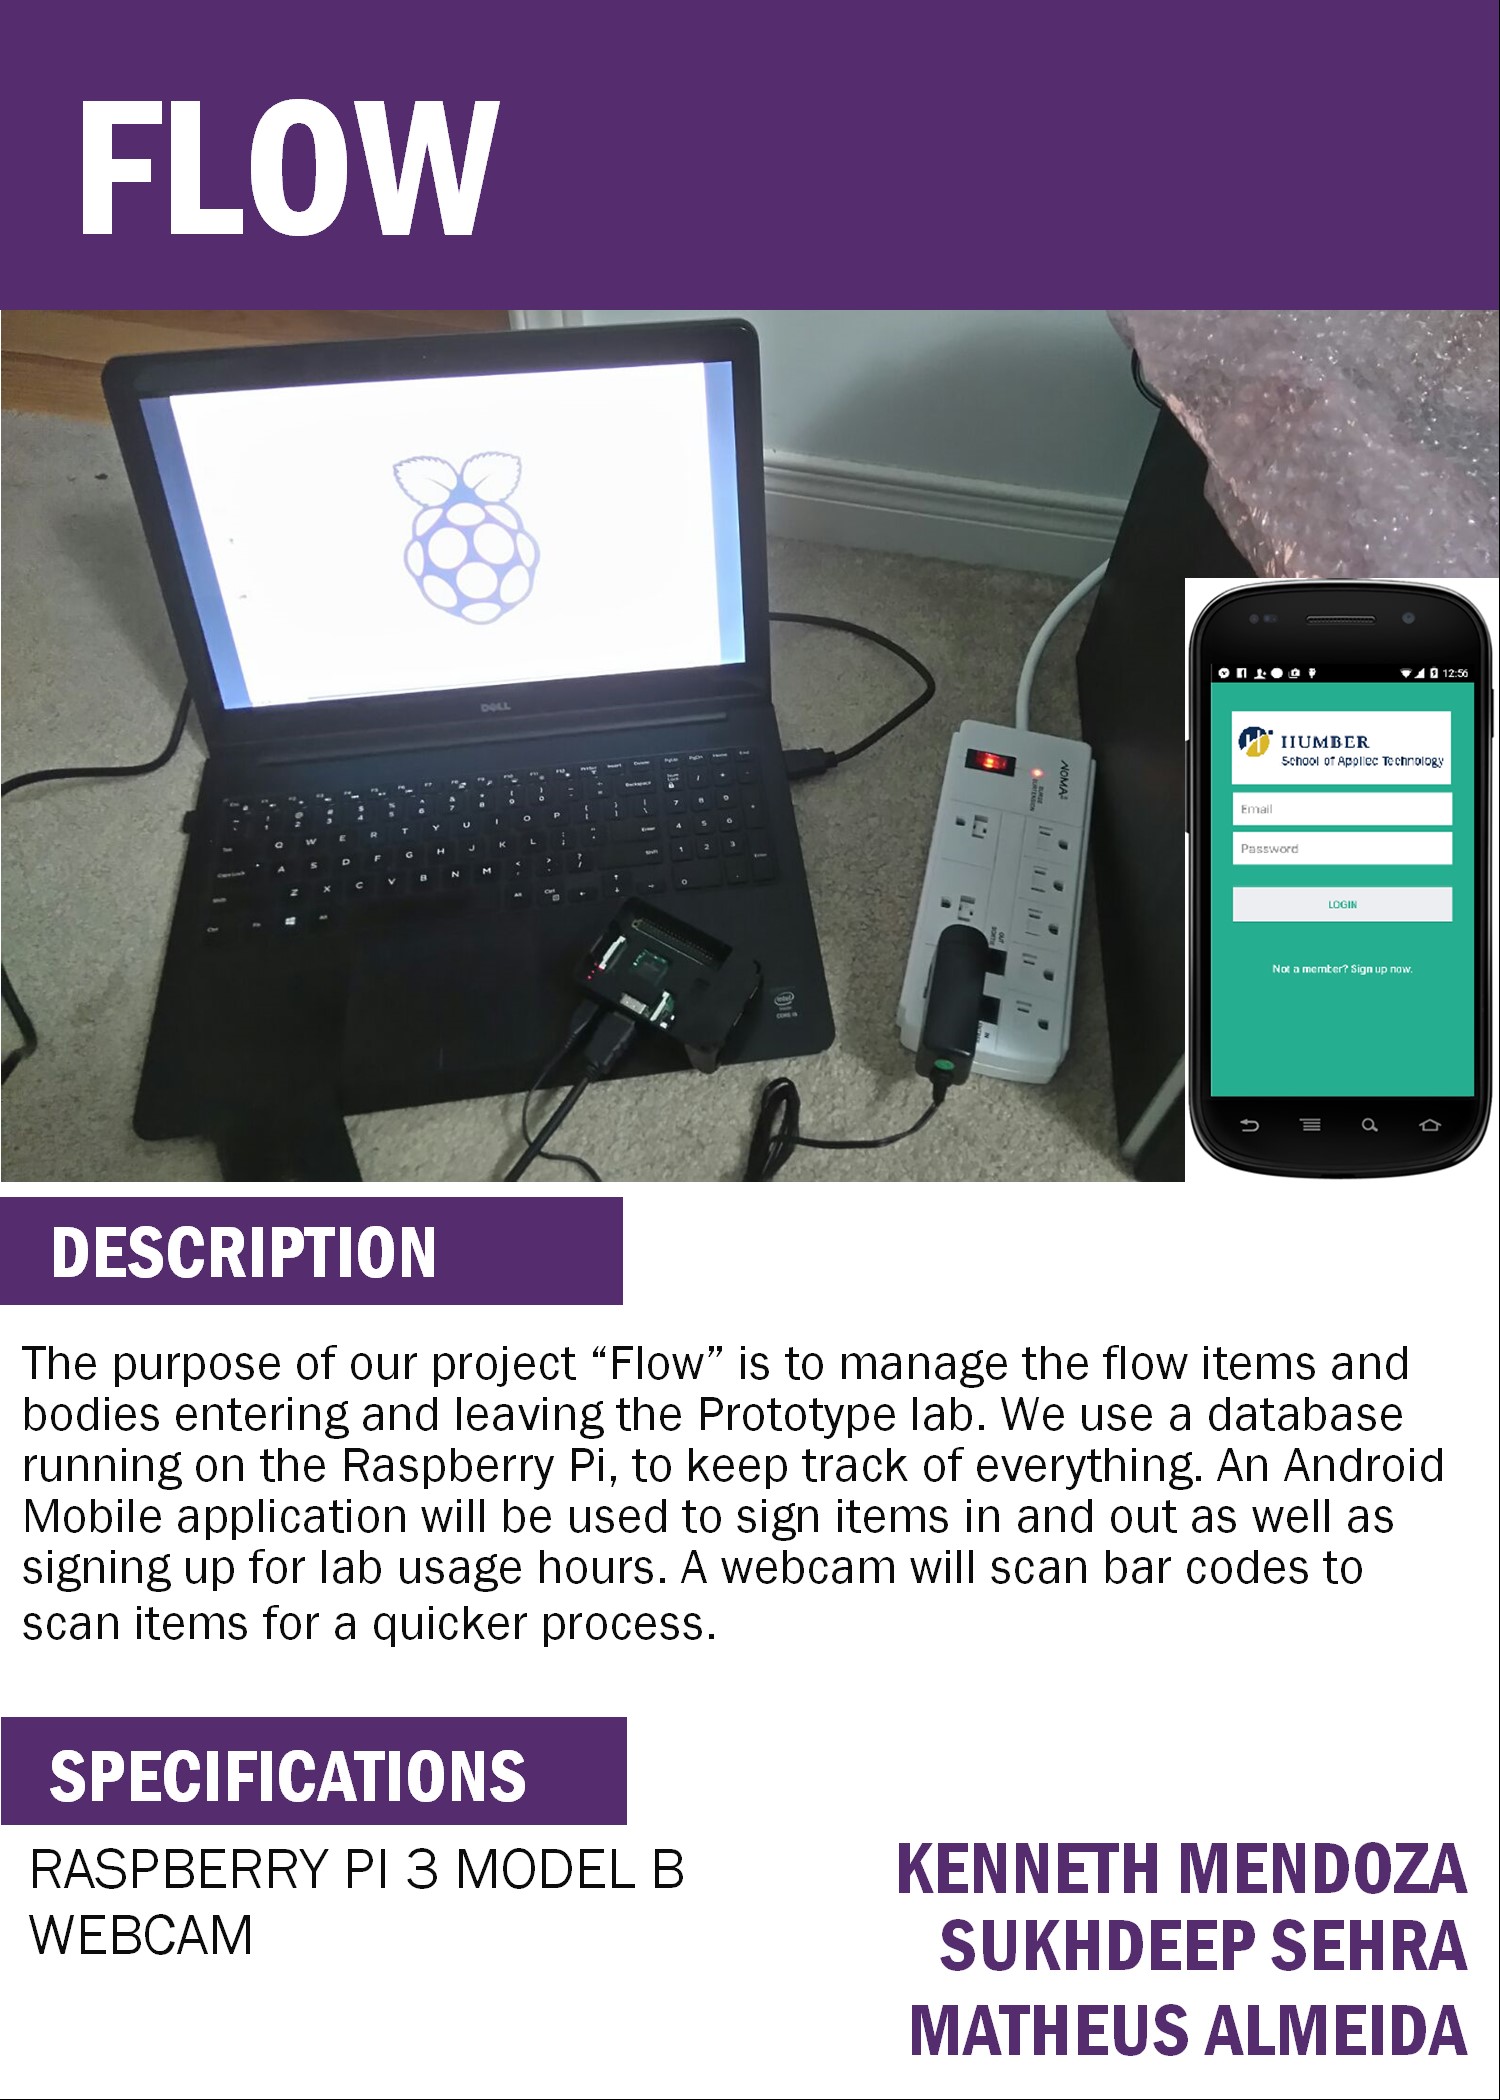 FLOW
DELL
NOMA
intel
CORE i5
12:56
HUMBER
School of Applied Technology
Email
Password
LOGIN
Not a member? Sign up now.
DESCRIPTION
The purpose of our project “Flow” is to manage the flow items and
bodies entering and leaving the Prototype lab. We use a database
running on the Raspberry Pi, to keep track of everything. An Android
Mobile application will be used to sign items in and out as well as
signing up for lab usage hours. A webcam will scan bar codes to
scan items for a quicker process.
SPECIFICATIONS
RASPBERRY PI 3 MODEL B
WEBCAM
KENNETH MENDOZA
SUKHDEEP SEHRA
MATHEUS ALMEIDA